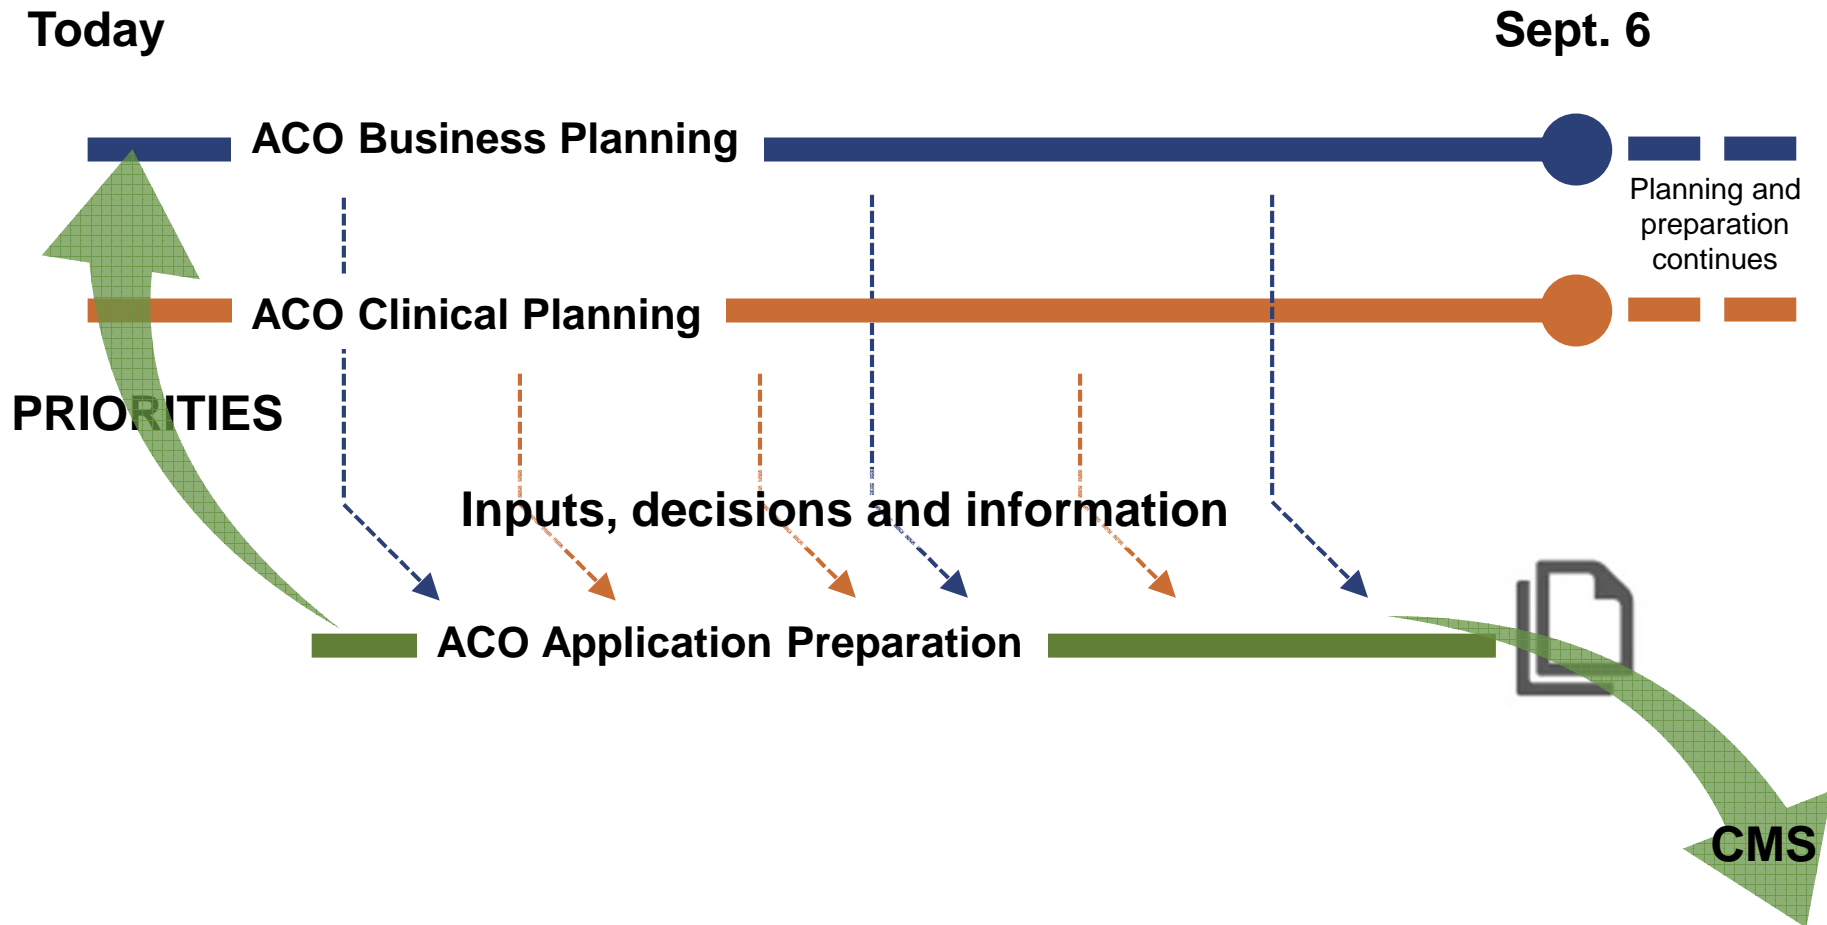 Today
Sept. 6
ACO Business Planning
Planning and
preparation
continues
ACO Clinical Planning
PRIORITIES
Inputs, decisions and information
ACO Application Preparation
CMS